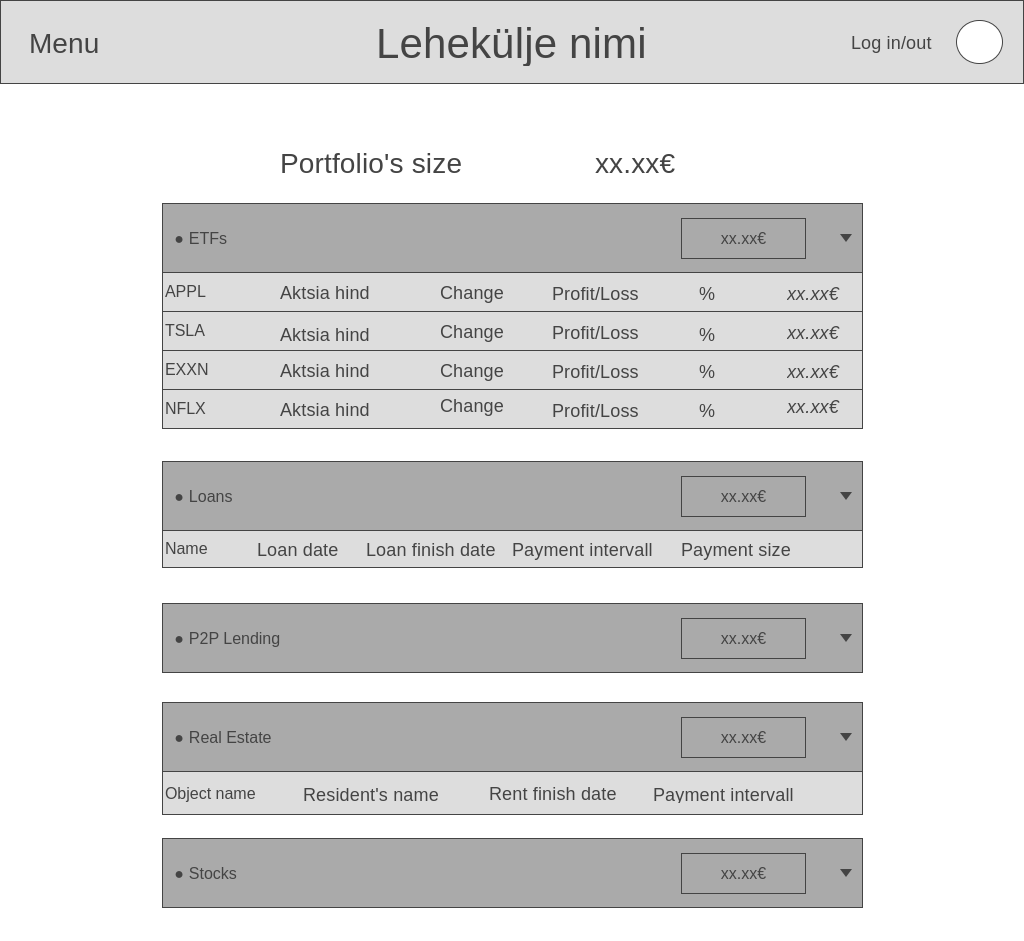 Menu Lehekülje nimi Log in/out
Portfolio's size xx.xx€
● ETFs xx.xx€
APPL Aktsia hind Change Profit/Loss % xx.xx€
TSLA Aktsia hind Change Profit/Loss % xx.xx€
EXXN Aktsia hind Change Profit/Loss % xx.xx€
NFLX Aktsia hind Change Profit/Loss % xx.xx€
● Loans xx.xx€
Name Loan date Loan finish date Payment intervall Payment size
● P2P Lending xx.xx€
● Real Estate xx.xx€
Object name Resident's name Rent finish date Payment intervall
● Stocks xx.xx€